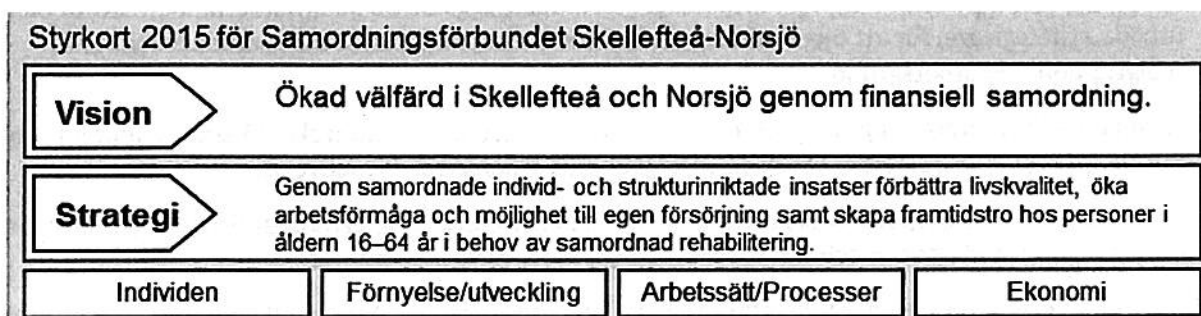 Styrkort 2015 för Samordningsförbundet Skellefteå-Norsjö
Vision
Ökad välfärd i Skellefteå och Norsjö genom finansiell samordning.
Strategi
Genom samordnade individ- och strukturinriktade insatser förbättra livskvalitet, öka
arbetsförmåga och möjlighet till egen försörjning samt skapa framtidstro hos personer i
åldern 16–64 år i behov av samordnad rehabilitering.
Individen
Förnyelse/utveckling
Arbetssätt/Processer
Ekonomi